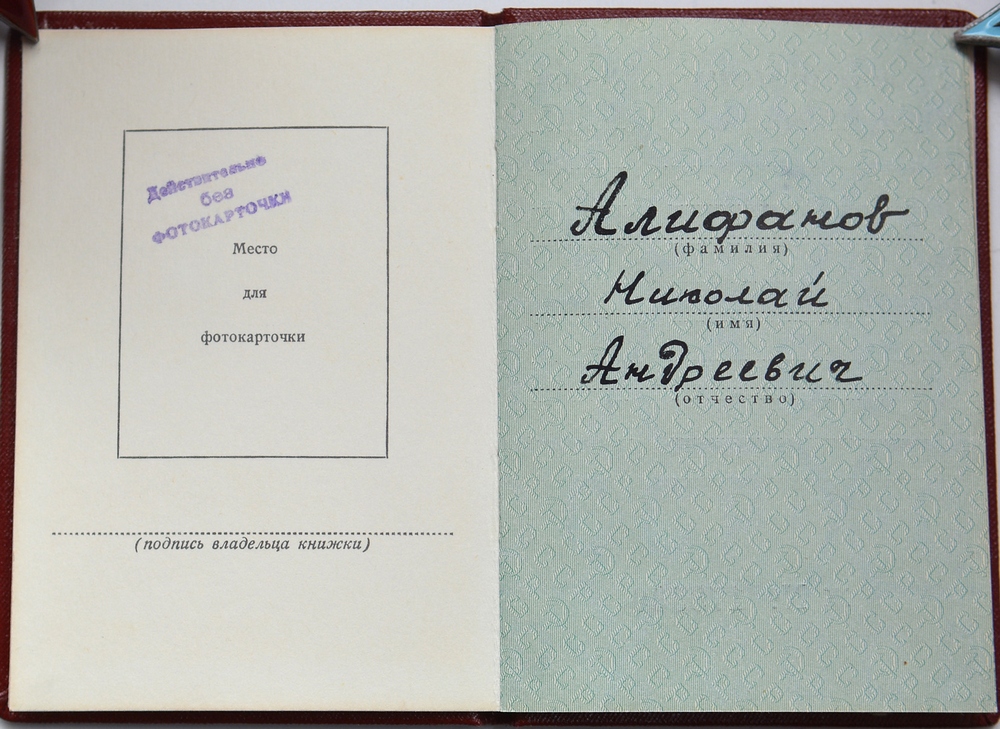 Действительно
без
ФОТОКАРТОЧКИ
Место
для
фотокарточки
(подпись владельца книжки)
Алифанов
(фамилия)
Николай
(имя)
Андреевич
(отчество)